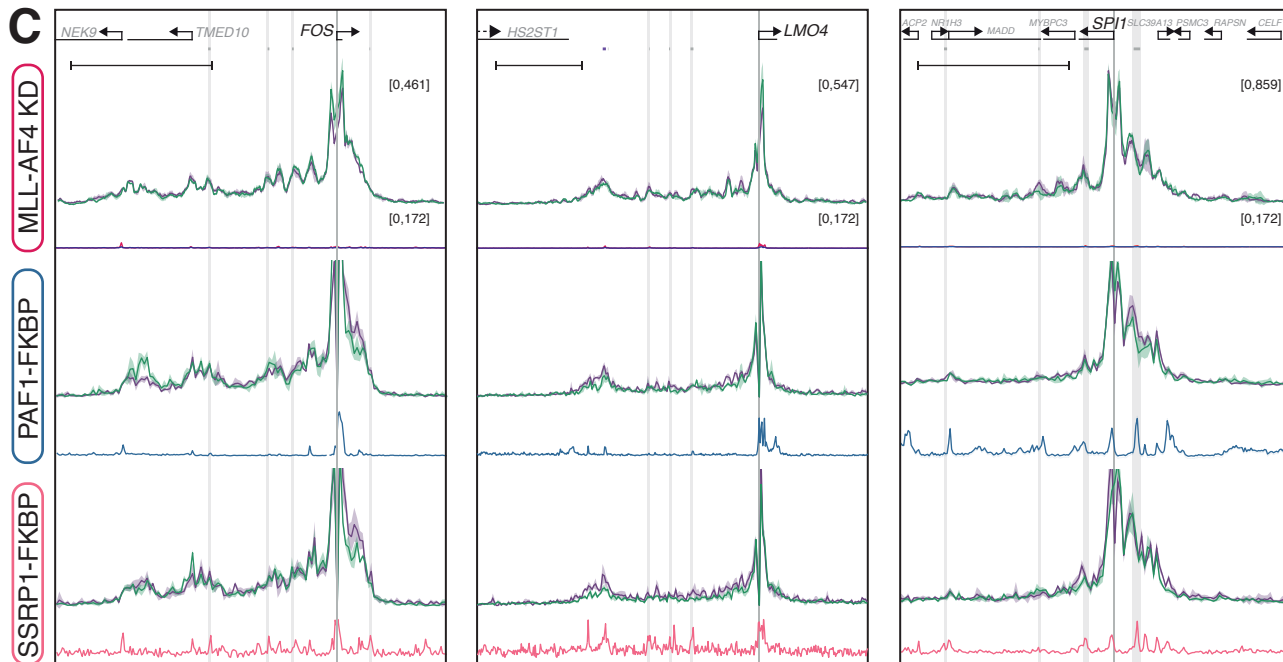 C
NEK9 TMED10 FOS
HS2ST1 LMO4
ACP2 NR1H3 MADD MYBPC3 SPI1 SLC39A13 PSMC3 RAPSN CELF
MLL-AF4 KD
[0,461]
[0,547]
[0,859]
[0,172]
[0,172]
[0,172]
PAF1-FKBP
SSRP1-FKBP